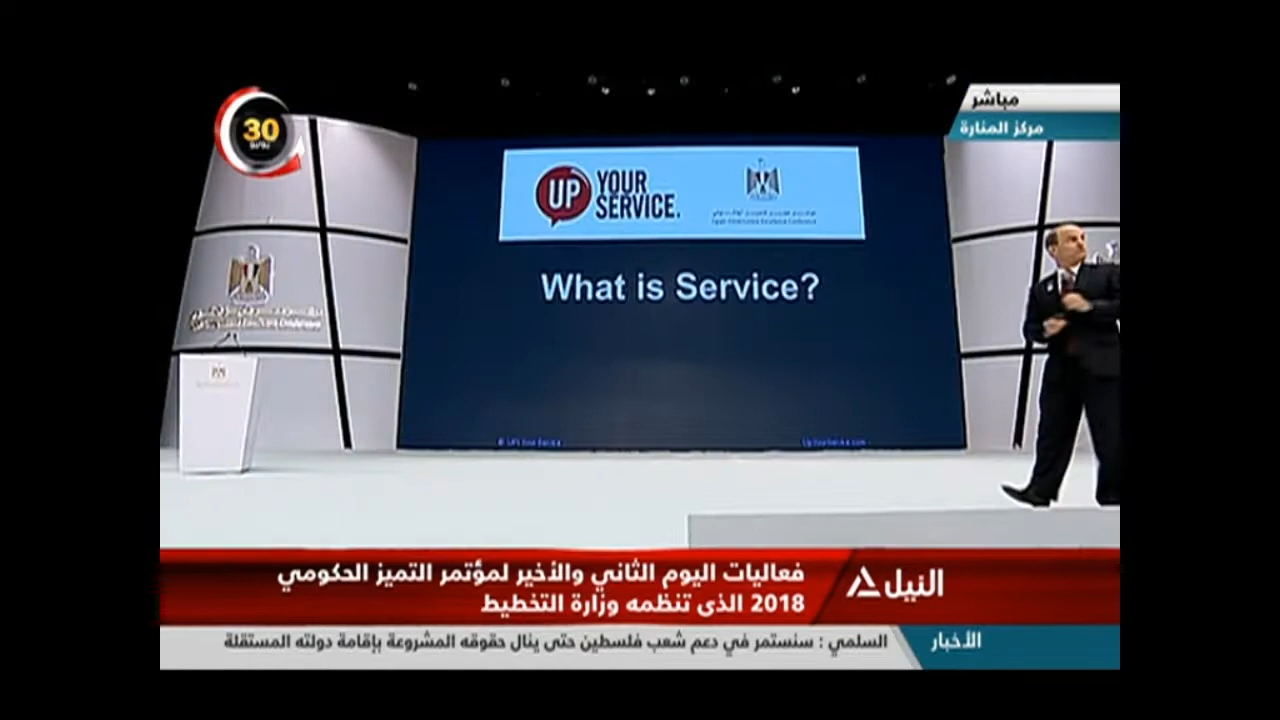 30
يونيو
مباشر
مركز المنارة
UP YOUR
SERVICE.
What is Service?
فعاليات اليوم الثاني والأخير لمؤتمر التميز الحكومي
2018 الذى تنظمه وزارة التخطيط
النيل
الأخبار
السلمي : سنستمر في دعم شعب فلسطين حتى ينال حقوقه المشروعة بإقامة دولته المستقلة